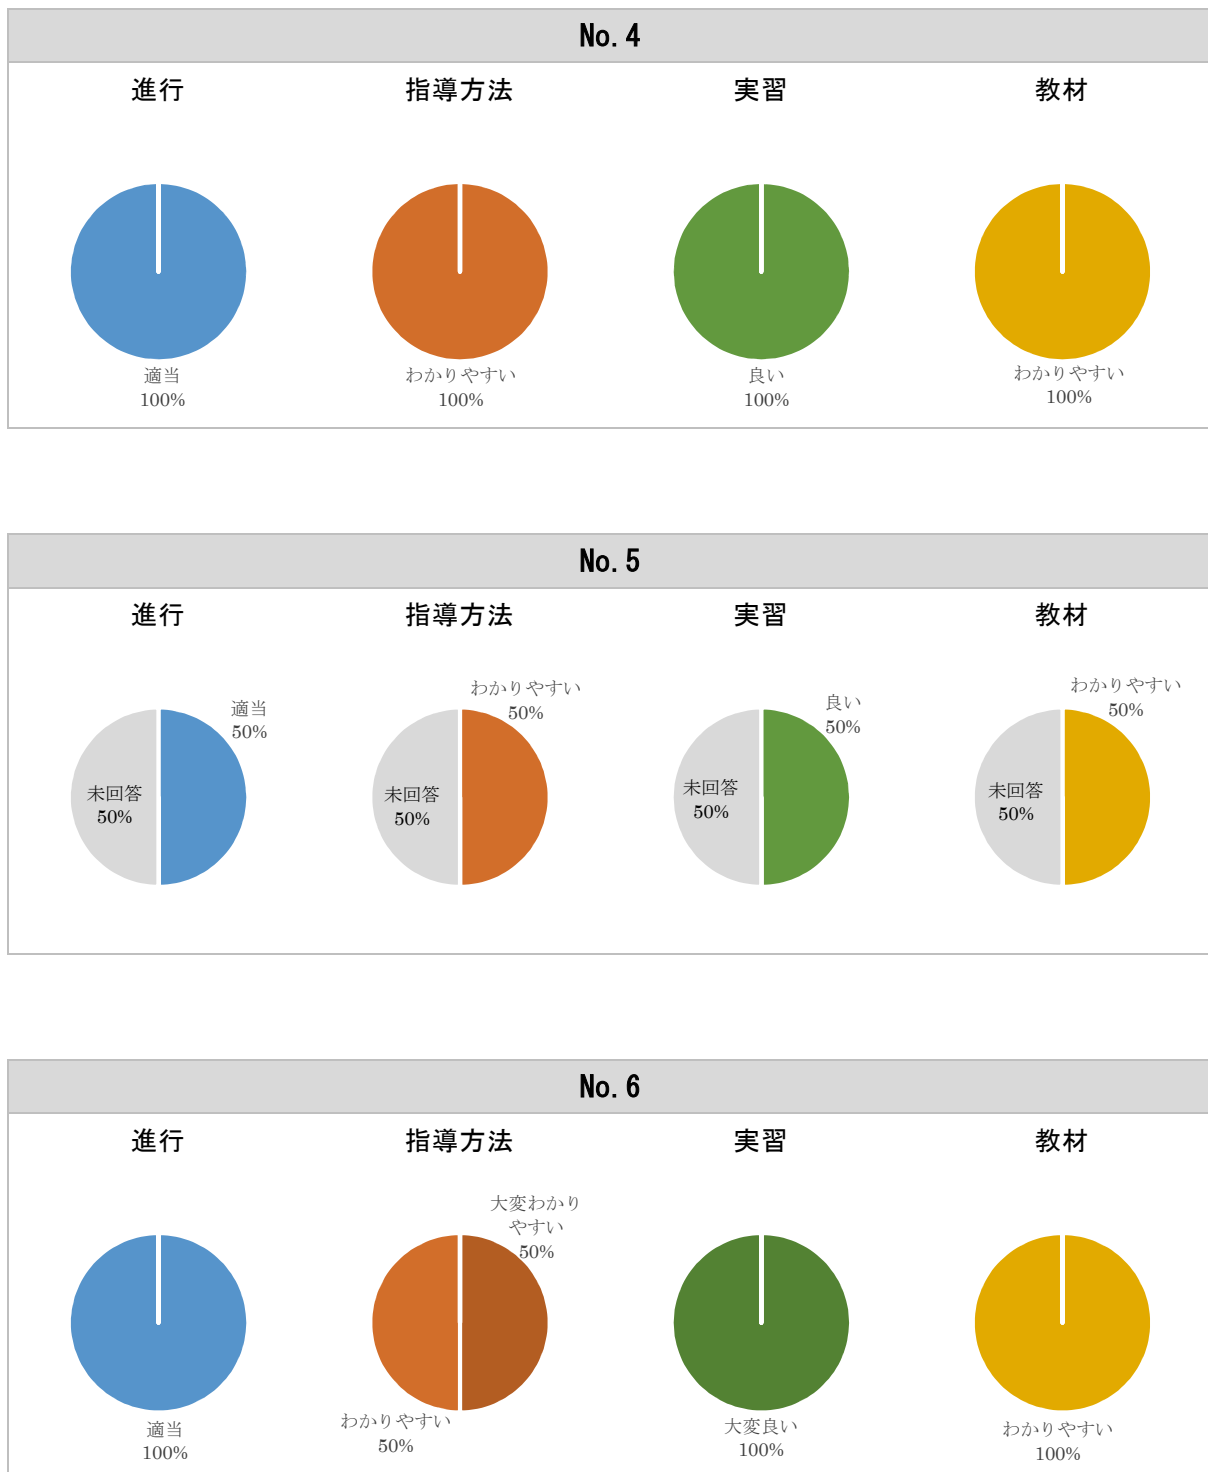 No. 4
進行
指導方法
実習
教材
適当
100%
わかりやすい
100%
良い
100%
わかりやすい
100%
No. 5
進行
指導方法
実習
教材
適当
50%
未回答
50%
わかりやすい
50%
未回答
50%
良い
50%
未回答
50%
わかりやすい
50%
未回答
50%
No. 6
進行
指導方法
実習
教材
適当
100%
大変わかり
やすい
50%
わかりやすい
50%
大変良い
100%
わかりやすい
100%